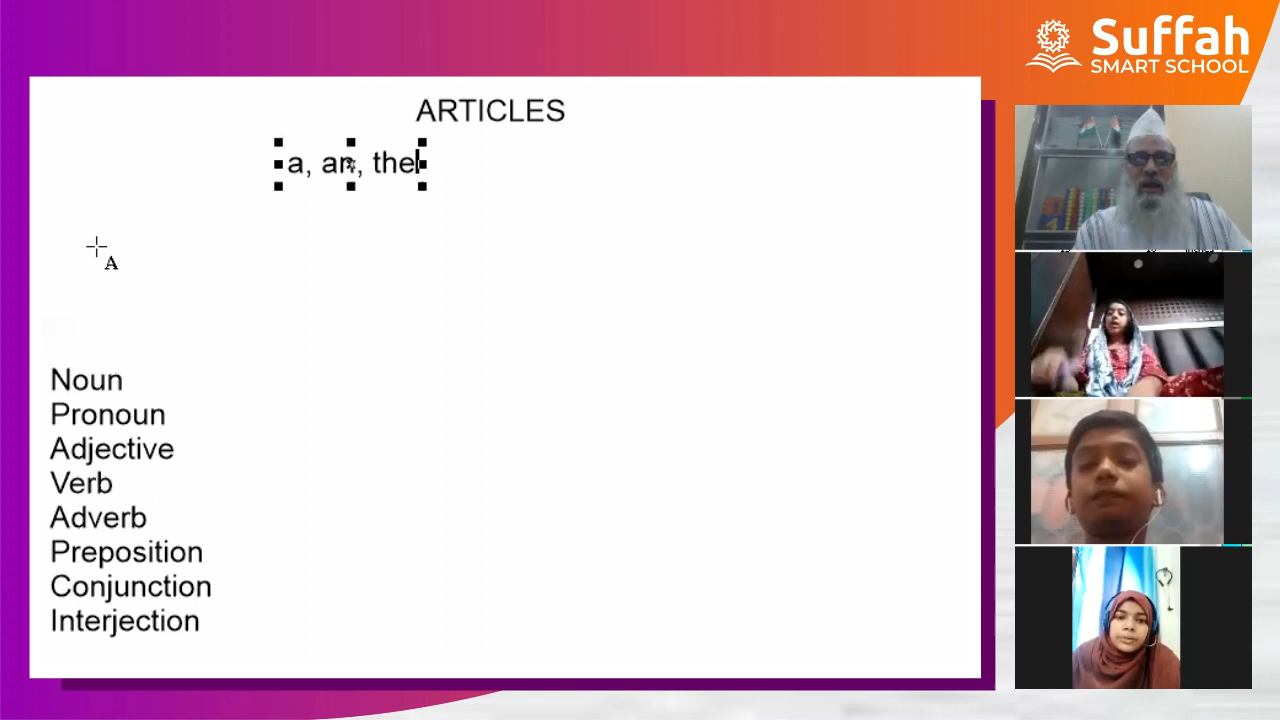 Suffah
SMART SCHOOL
ARTICLES
a, an, the
A
Noun
Pronoun
Adjective
Verb
Adverb
Preposition
Conjunction
Interjection